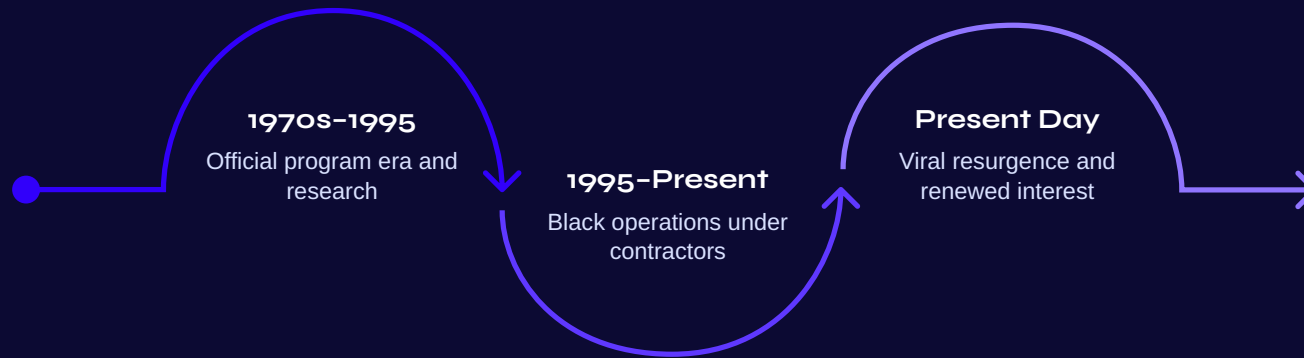 1970s–1995
Official program era and
research
1995–Present
Black operations under
contractors
Present Day
Viral resurgence and
renewed interest